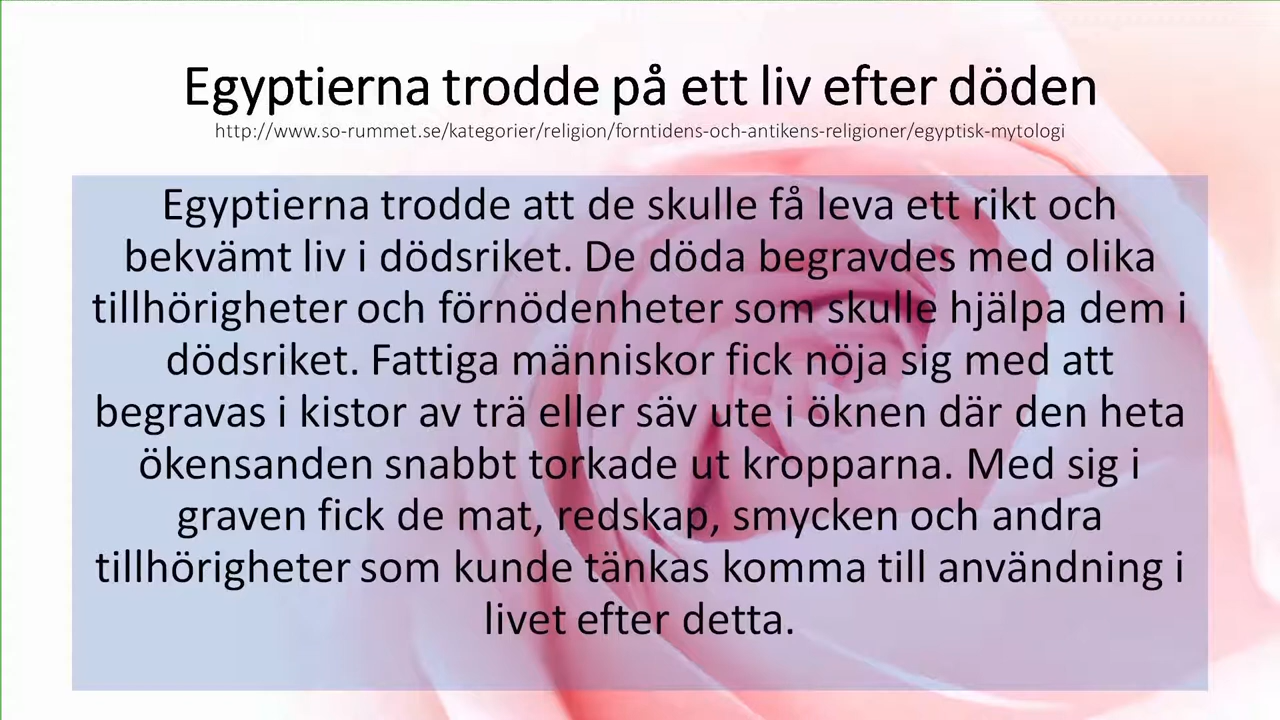 Egyptierna trodde på ett liv efter döden
http://www.so-rummet.se/kategorier/religion/forntidens-och-antikens-religioner/egyptisk-mytologi
Egyptierna trodde att de skulle få leva ett rikt och
bekvämt liv i dödsriket. De döda begravdes med olika
tillhörigheter och förnödenheter som skulle hjälpa dem i
dödsriket. Fattiga människor fick nöja sig med att
begravas i kistor av trä eller säv ute i öknen där den heta
ökensanden snabbt torkade ut kropparna. Med sig i
graven fick de mat, redskap, smycken och andra
tillhörigheter som kunde tänkas komma till användning i
livet efter detta.